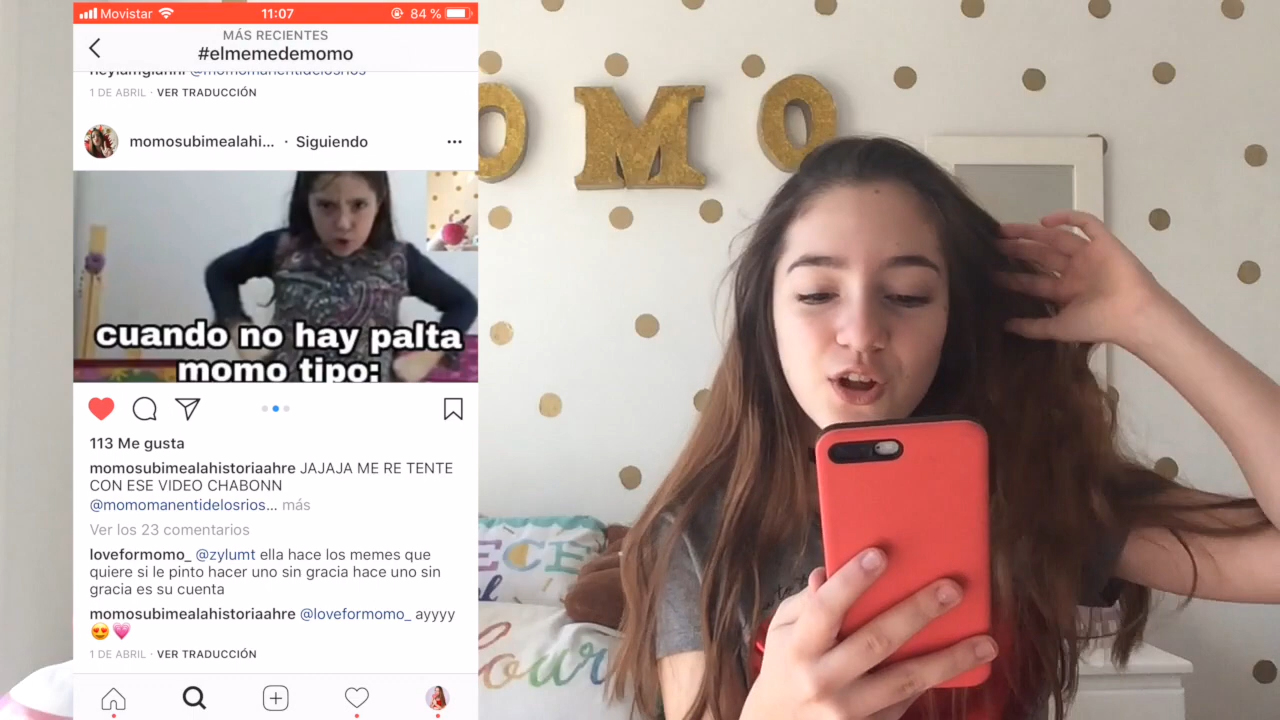 Movistar 11:07 84 %
MÁS RECIENTES
#elmemedemomo
heylamgianni @momomanentidelosrios
1 DE ABRIL · VER TRADUCCIÓN
momosubimealahi... · Siguiendo
cuando no hay palta
momo tipo:
113 Me gusta
momosubimealahistoriaahre JAJAJA ME RE TENTE
CON ESE VIDEO CHABONN
@momomanentidelosrios... más
Ver los 23 comentarios
loveformomo_ @zylumt ella hace los memes que
quiere si le pinto hacer uno sin gracia hace uno sin
gracia es su cuenta
momosubimealahistoriaahre @loveformomo_ ayyyy
1 DE ABRIL · VER TRADUCCIÓN
OMO